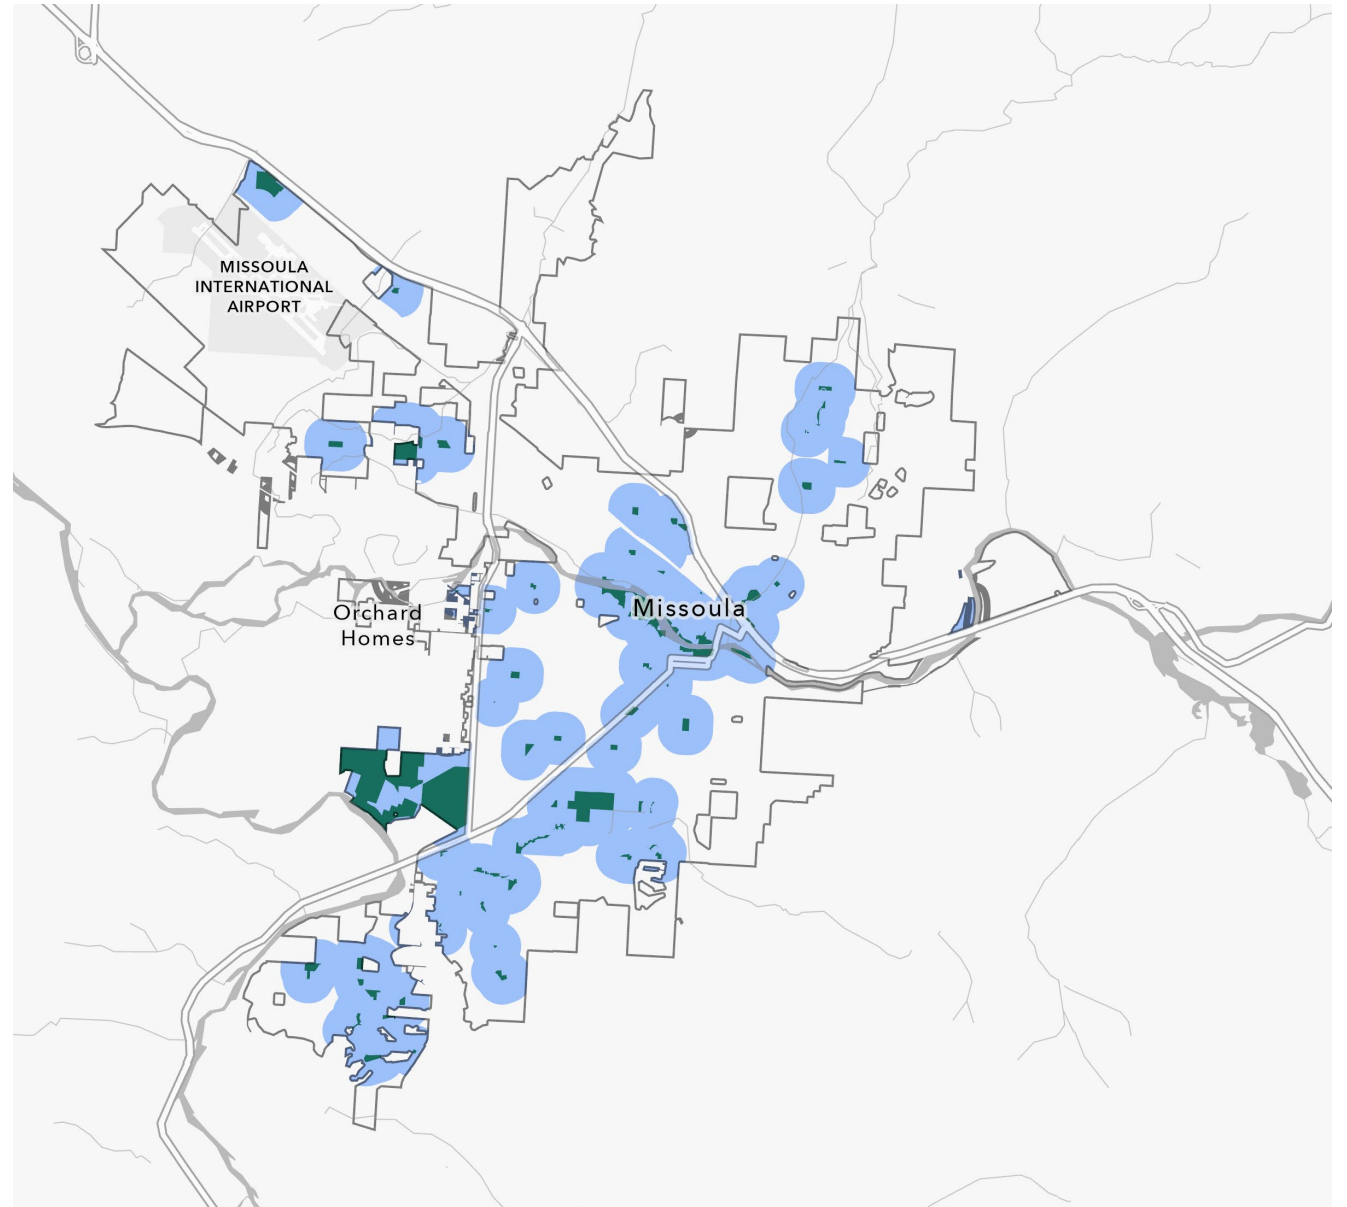 MISSOULA
INTERNATIONAL
AIRPORT
Missoula
Orchard
Homes